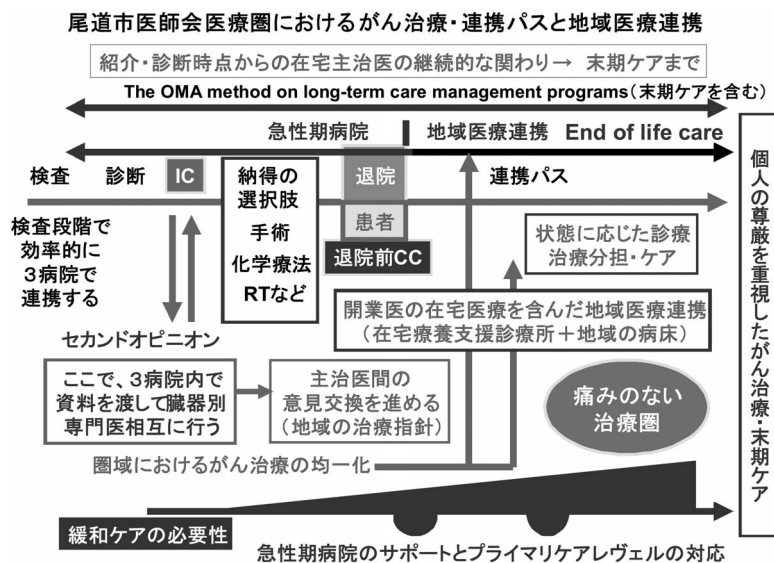 尾道市医師会医療圏におけるがん治療・連携パスと地域医療連携
紹介・診断時点からの在宅主治医の継続的な関わり→ 末期ケアまで
The OMA method on long-term care management programs(末期ケアを含む)
急性期病院
地域医療連携 End of life care
検査
診断
IC
納得の
選択肢
手術
化学療法
RTなど
退院
患者
退院前CC
連携パス
検査段階で
効率的に
3病院で
連携する
セカンドオピニオン
状態に応じた診療
治療分担・ケア
開業医の在宅医療を含んだ地域医療連携
(在宅療養支援診療所+地域の病床)
ここで、3病院内で
資料を渡して臓器別
専門医相互に行う
主治医間の
意見交換を進める
(地域の治療指針)
痛みのない
治療圏
圏域におけるがん治療の均一化
緩和ケアの必要性
急性期病院のサポートとプライマリケアレヴェルの対応
個人の尊厳を重視したがん治療・末期ケア